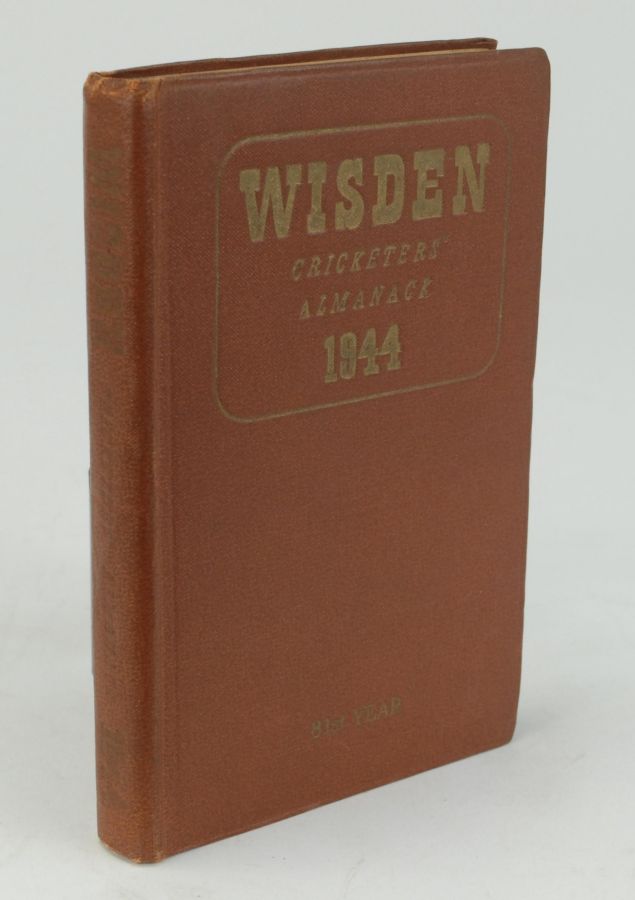 WISDEN
CRICKETERS'
ALMANACK
1944
81st YEAR